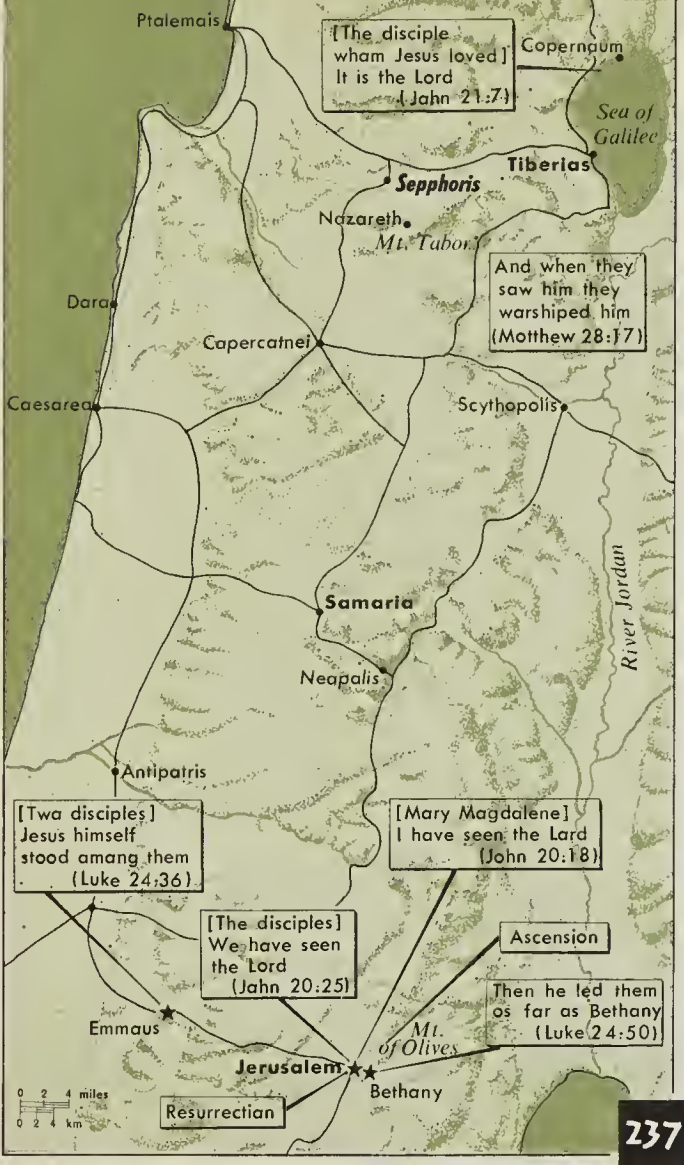 Ptalemais
[The disciple
wham Jesus loved]
It is the Lord
(Jahn 21:7)
Copernaum
Sea of
Galilee
Tiberias
Sepphoris
Nazareth
Mt. Tabor
And when they
saw him they
warshiped him
(Motthew 28:17)
Dara
Capercatnei
Caesarea
Scythopolis
River Jordan
Samaria
Neapalis
Antipatris
[Twa disciples]
Jesus himself
stood amang them
(Luke 24:36)
[Mary Magdalene]
I have seen the Lard
(John 20:18)
[The disciples]
We have seen
the Lord
(Jahn 20:25)
Ascension
Then he led them
os far as Bethany
(Luke 24:50)
Emmaus
Mt.
of Olives
Jerusalem
Bethany
0 2 4 miles
0 2 4 km
Resurrectian
237